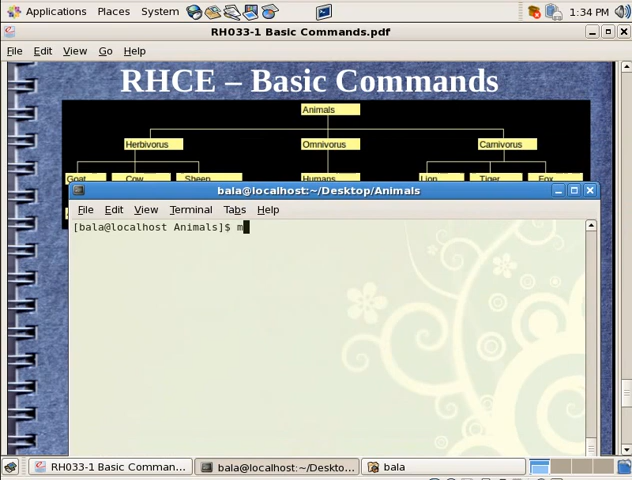 Applications Places System 1:34 PM
RH033-1 Basic Commands.pdf
File Edit View Go Help
RHCE – Basic Commands
Animals
Herbivorus Omnivorus Carnivorus
Goat Cow Sheep Humans Lion Tiger Fox
bala@localhost:~/Desktop/Animals
File Edit View Terminal Tabs Help
[bala@localhost Animals]$ m
RH033-1 Basic Comman... bala@localhost:~/Deskto... bala